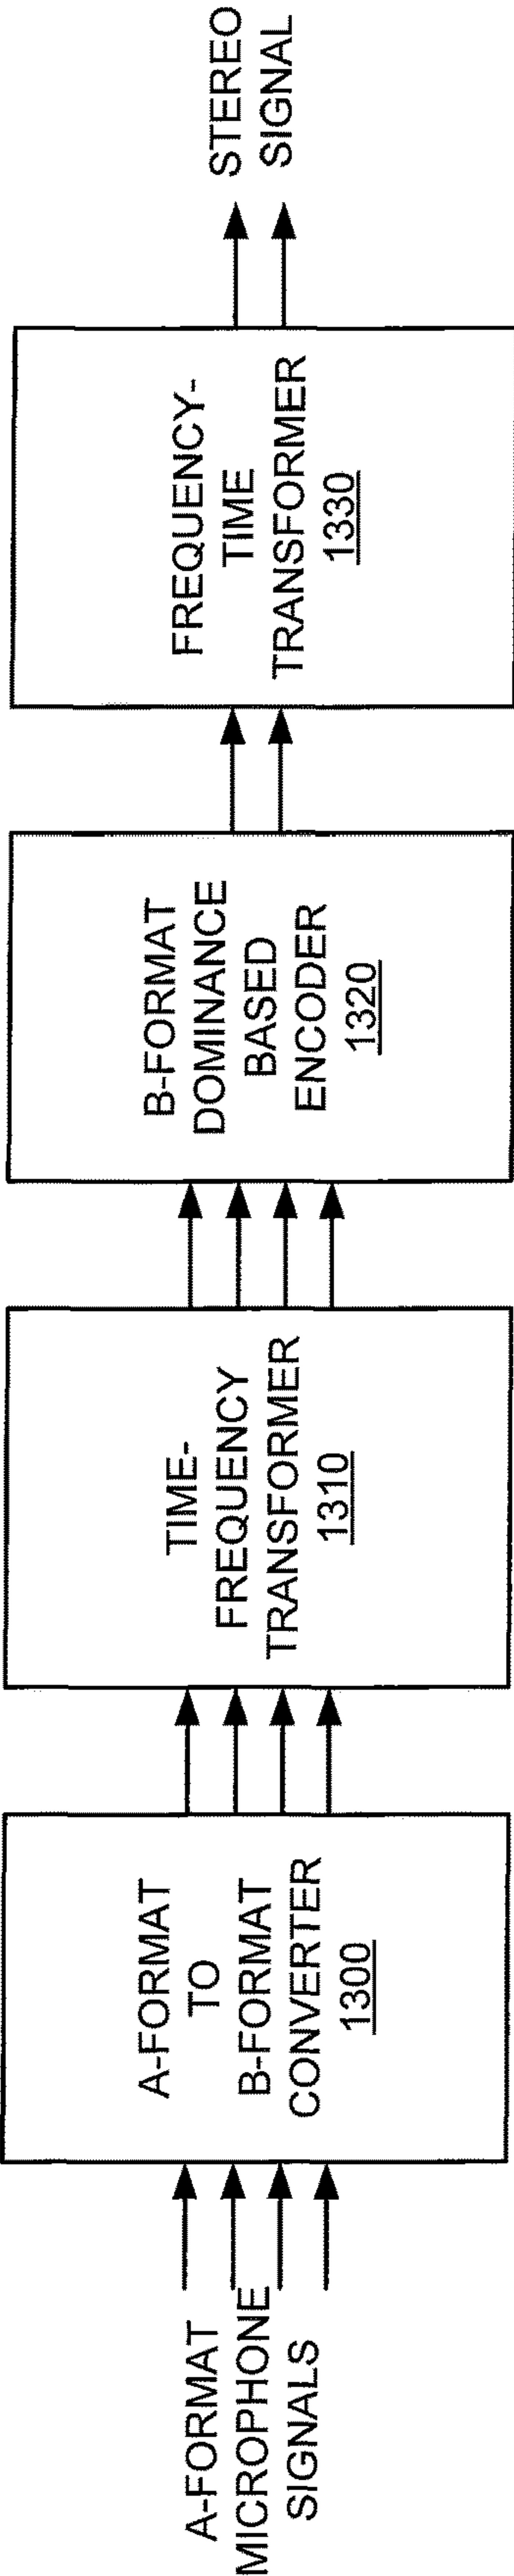 A-FORMAT
MICROPHONE
SIGNALS
A-FORMAT
TO
B-FORMAT
CONVERTER
1300
TIME-
FREQUENCY
TRANSFORMER
1310
B-FORMAT
DOMINANCE
BASED
ENCODER
1320
FREQUENCY-
TIME
TRANSFORMER
1330
STEREO
SIGNAL